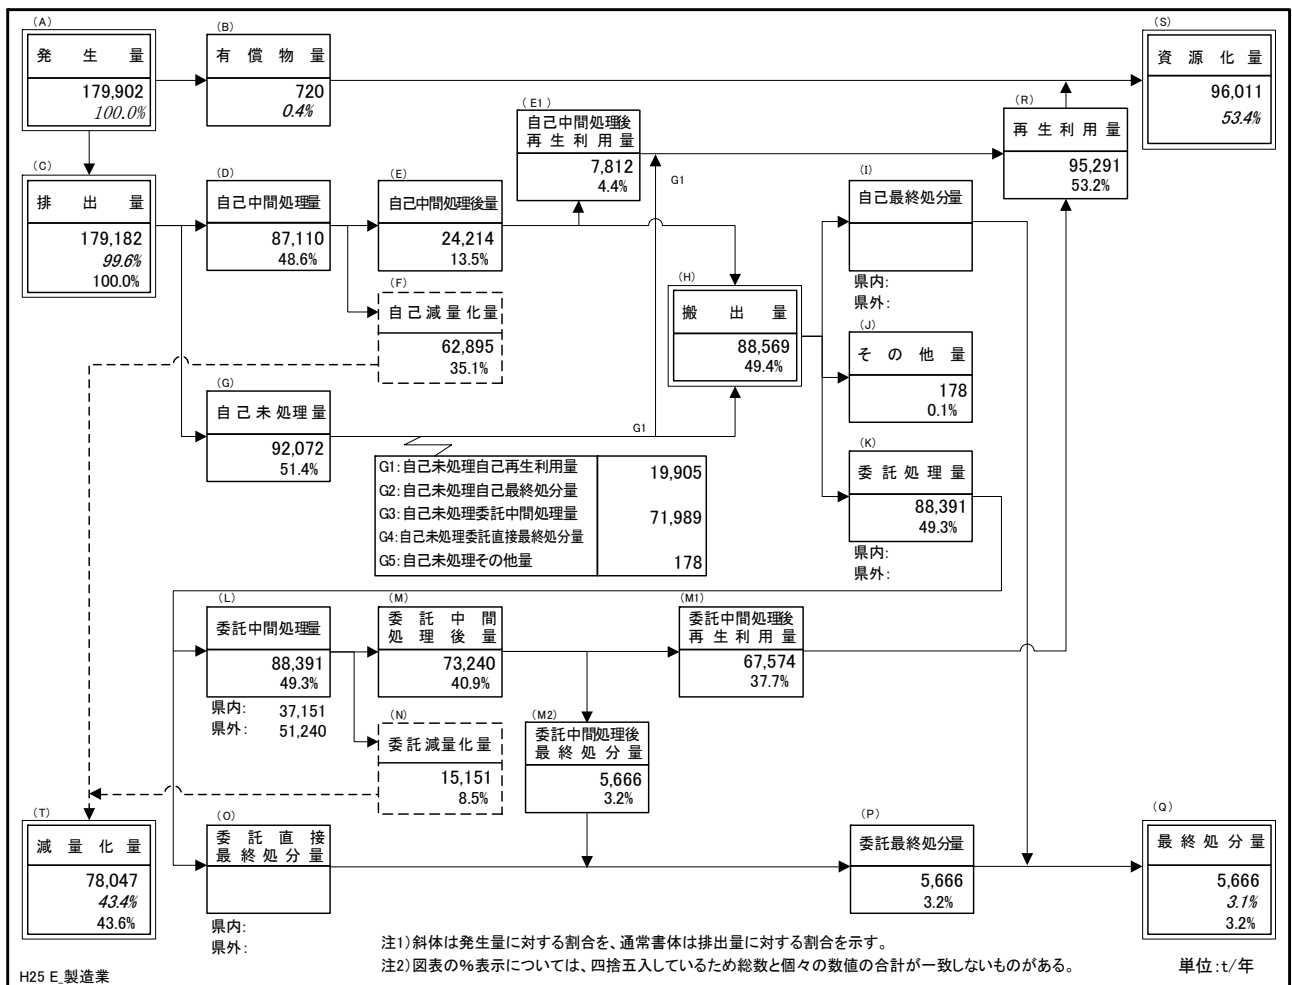 (A)
発生量
179,902
100.0%
(B)
有償物量
720
0.4%
(S)
資源化量
96,011
53.4%
(E1)
自己中間処理後
再生利用量
7,812
4.4%
(R)
再生利用量
95,291
53.2%
(C)
排出量
179,182
99.6%
100.0%
(D)
自己中間処理量
87,110
48.6%
(E)
自己中間処理後量
24,214
13.5%
G1
(I)
自己最終処分量
県内:
県外:
(F)
自己減量化量
62,895
35.1%
(H)
搬出量
88,569
49.4%
(J)
その他量
178
0.1%
(G)
自己未処理量
92,072
51.4%
G1
(K)
委託処理量
88,391
49.3%
県内:
県外:
G1:自己未処理自己再生利用量 19,905
G2:自己未処理自己最終処分量
G3:自己未処理委託中間処理量 71,989
G4:自己未処理委託直接最終処分量
G5:自己未処理その他量 178
(L)
委託中間処理量
88,391
49.3%
県内: 37,151
県外: 51,240
(M)
委託中間
処理後量
73,240
40.9%
(M1)
委託中間処理後
再生利用量
67,574
37.7%
(N)
委託減量化量
15,151
8.5%
(M2)
委託中間処理後
最終処分量
5,666
3.2%
(T)
減量化量
78,047
43.4%
43.6%
(O)
委託直接
最終処分量
県内:
県外:
(P)
委託最終処分量
5,666
3.2%
(Q)
最終処分量
5,666
3.1%
3.2%
注1)斜体は発生量に対する割合を、通常書体は排出量に対する割合を示す。
注2)図表の%表示については、四捨五入しているため総数と個々の数値の合計が一致しないものがある。
単位:t/年
H25 E_製造業